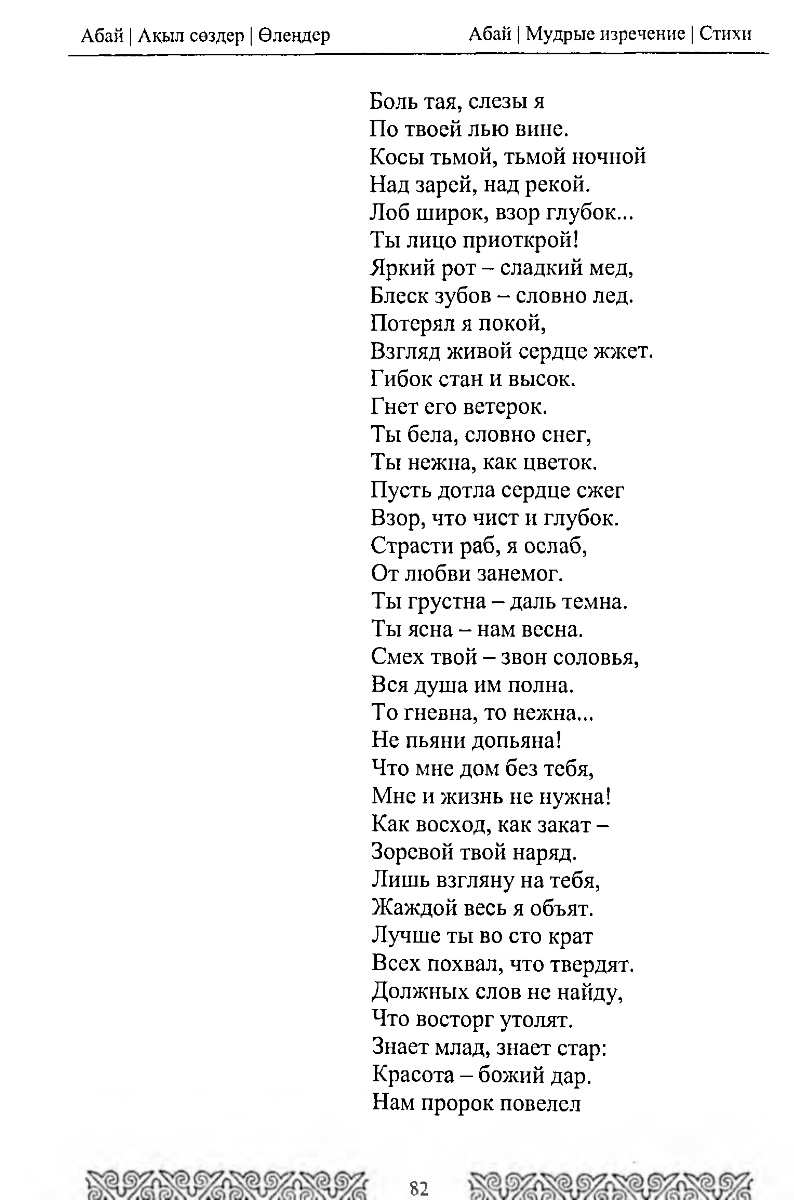 Абай | Ақыл сөздер | Өлеңдер
Абай | Мудрые изречение | Стихи
Боль тая, слезы я
По твоей лью вине.
Косы тьмой, тьмой ночной
Над зарей, над рекой.
Лоб широк, взор глубок...
Ты лицо приоткрой!
Яркий рот – сладкий мед,
Блеск зубов – словно лед.
Потерял я покой,
Взгляд живой сердце жжет.
Гибок стан и высок.
Гнет его ветерок.
Ты бела, словно снег,
Ты нежна, как цветок.
Пусть дотла сердце сжег
Взор, что чист и глубок.
Страсти раб, я ослаб,
От любви занемог.
Ты грустна – даль темна.
Ты ясна – нам весна.
Смех твой – звон соловья,
Вся душа им полна.
То гневна, то нежна...
Не пьяни допьяна!
Что мне дом без тебя,
Мне и жизнь не нужна!
Как восход, как закат –
Зоревой твой наряд.
Лишь взгляну на тебя,
Жаждой весь я объят.
Лучше ты во сто крат
Всех похвал, что твердят.
Должных слов не найду,
Что восторг утолят.
Знает млад, знает стар:
Красота – божий дар.
Нам пророк повелел
82